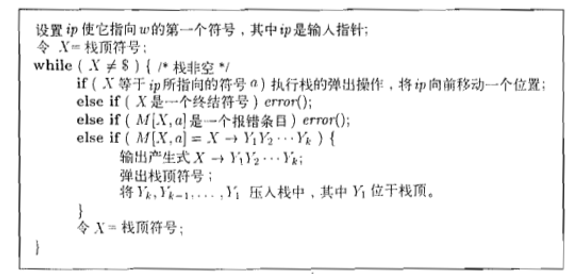 设置 ip 使它指向 w 的第一个符号，其中 ip 是输入指针;
令 X = 栈顶符号;
while ( X ≠ $ ) { /* 栈非空 */
if ( X 等于 ip 所指向的符号 a ) 执行栈的弹出操作，将 ip 向前移动一个位置;
else if ( X 是一个终结符号 ) error();
else if ( M[X, a] 是一个报错条目 ) error();
else if ( M[X, a] = X → Y₁Y₂ ··· Yₖ ) {
输出产生式 X → Y₁Y₂ ··· Yₖ;
弹出栈顶符号;
将 Yₖ, Yₖ₋₁, . . . , Y₁ 压入栈中，其中 Y₁ 位于栈顶。
}
令 X = 栈顶符号;
}